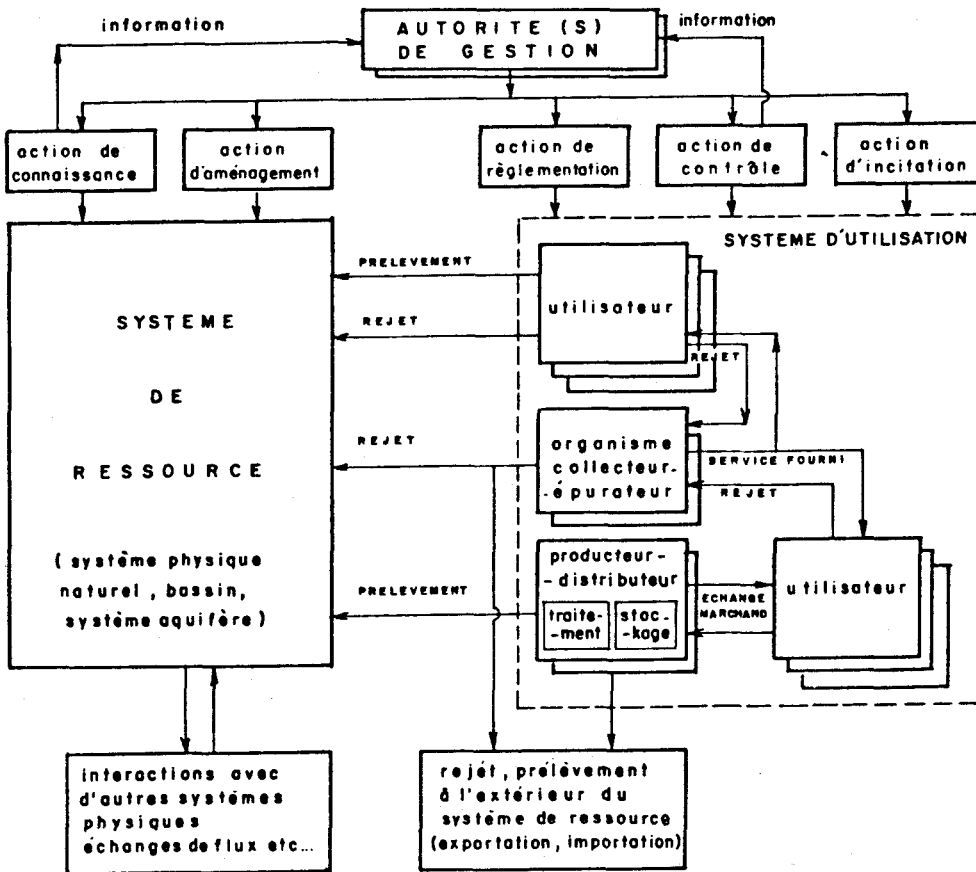 information
AUTORITE (S)
DE GESTION
information
action de
connaissance
action
d'aménagement
action de
règlementation
action de
contrôle
action
d'incitation
SYSTEME D'UTILISATION
PRELEVEMENT
utilisateur
SYSTEME
REJET
REJET
DE
REJET
organisme
collecteur-
-épurateur
SERVICE FOURNI
RESSOURCE
REJET
(système physique
naturel, bassin,
système aquifère)
PRELEVEMENT
producteur-
-distributeur
traite-
-ment
stoc-
-kage
ECHANGE
MARCHAND
utilisateur
interactions avec
d'autres systémes
physiques
échanges de flux etc...
rejét, prélèvement
à l'extérieur du
système de ressource
(exportation, importation)